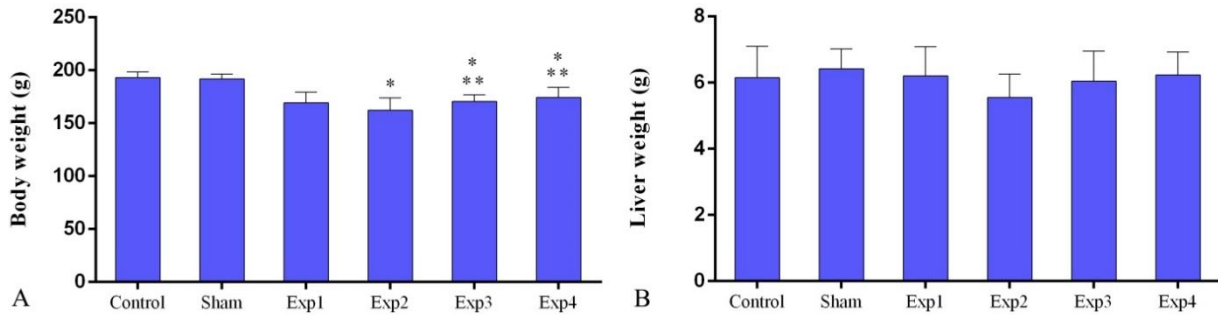 250
200
150
100
50
0
Body weight (g)
*
*
**
*
**
Control Sham Exp1 Exp2 Exp3 Exp4
A
8
6
4
2
0
Liver weight (g)
Control Sham Exp1 Exp2 Exp3 Exp4
B